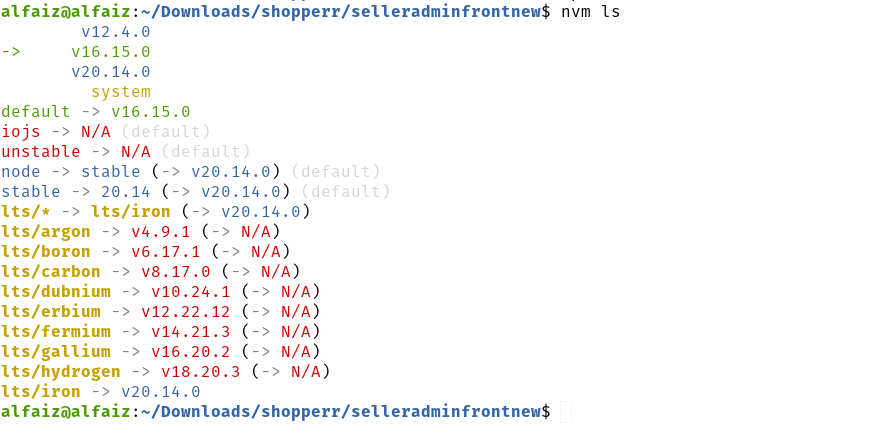 alfaiz@alfaiz:~/Downloads/shopperr/selleradminfrontnew$ nvm ls
        v12.4.0
->     v16.15.0
       v20.14.0
         system
default -> v16.15.0
iojs -> N/A (default)
unstable -> N/A (default)
node -> stable (-> v20.14.0) (default)
stable -> 20.14 (-> v20.14.0) (default)
lts/* -> lts/iron (-> v20.14.0)
lts/argon -> v4.9.1 (-> N/A)
lts/boron -> v6.17.1 (-> N/A)
lts/carbon -> v8.17.0 (-> N/A)
lts/dubnium -> v10.24.1 (-> N/A)
lts/erbium -> v12.22.12 (-> N/A)
lts/fermium -> v14.21.3 (-> N/A)
lts/gallium -> v16.20.2 (-> N/A)
lts/hydrogen -> v18.20.3 (-> N/A)
lts/iron -> v20.14.0
alfaiz@alfaiz:~/Downloads/shopperr/selleradminfrontnew$